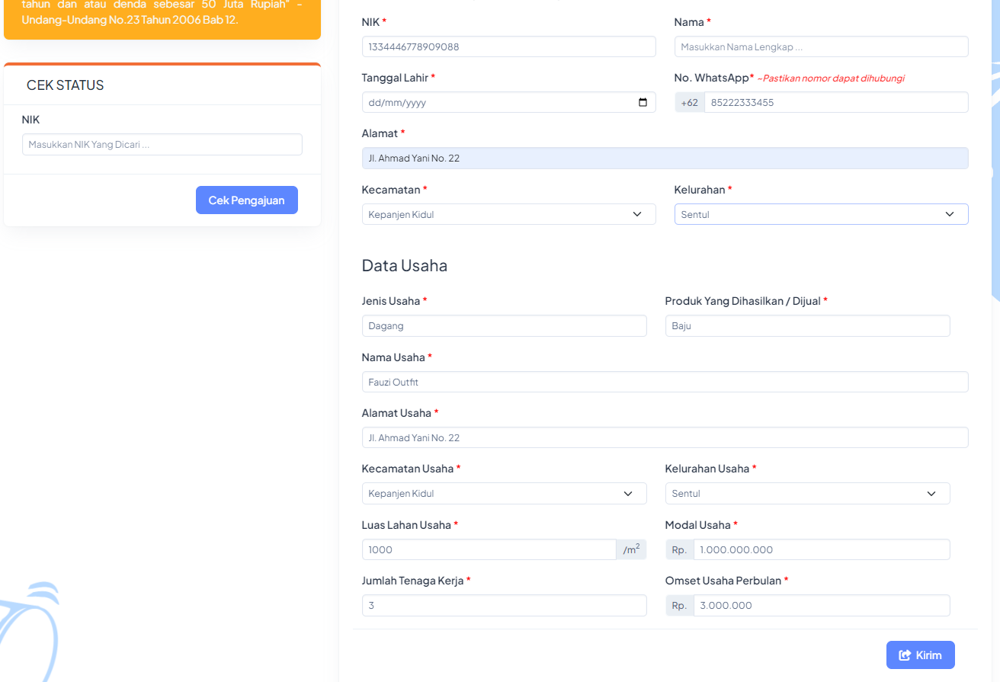 tahun dan atau denda sebesar 50 Juta Rupiah" -
Undang-Undang No.23 Tahun 2006 Bab 12.
CEK STATUS
NIK
Masukkan NIK Yang Dicari ...
Cek Pengajuan
NIK * Nama *
1334446778909088 Masukkan Nama Lengkap ...
Tanggal Lahir * No. WhatsApp* ~Pastikan nomor dapat dihubungi
dd/mm/yyyy +62 85222333455
Alamat *
Jl. Ahmad Yani No. 22
Kecamatan * Kelurahan *
Kepanjen Kidul Sentul
Data Usaha
Jenis Usaha * Produk Yang Dihasilkan / Dijual *
Dagang Baju
Nama Usaha *
Fauzi Outfit
Alamat Usaha *
Jl. Ahmad Yani No. 22
Kecamatan Usaha * Kelurahan Usaha *
Kepanjen Kidul Sentul
Luas Lahan Usaha * Modal Usaha *
1000 /m² Rp. 1.000.000.000
Jumlah Tenaga Kerja * Omset Usaha Perbulan *
3 Rp. 3.000.000
Kirim